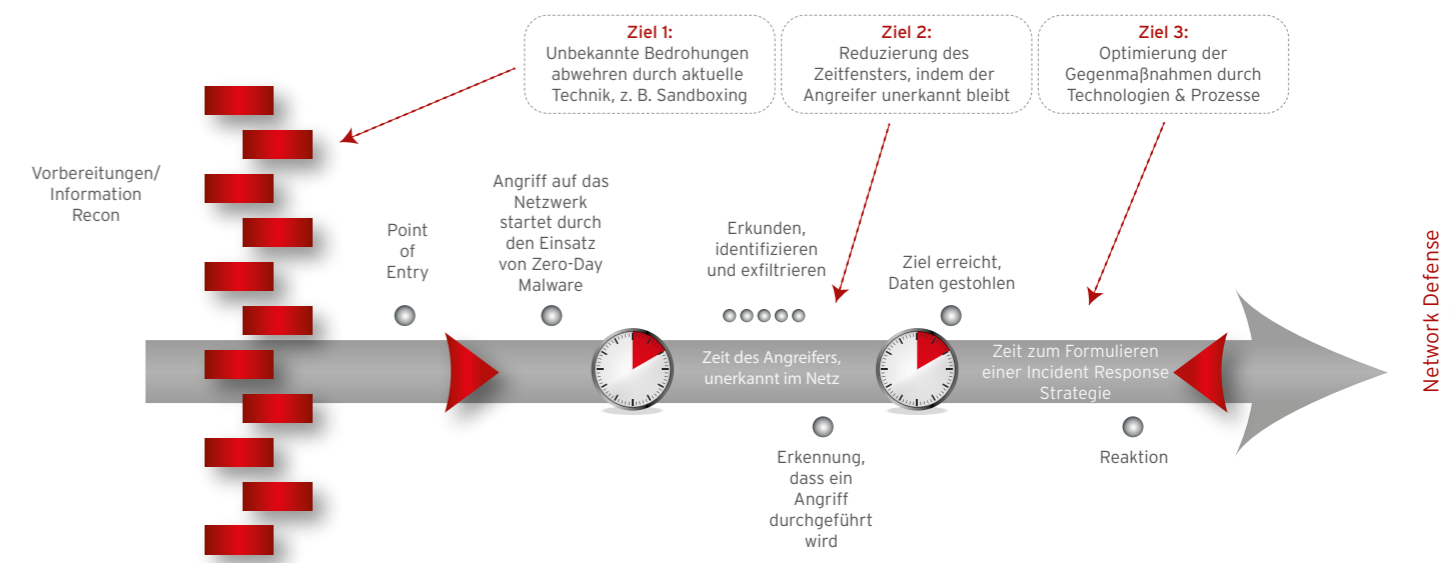 Ziel 1:
Unbekannte Bedrohungen
abwehren durch aktuelle
Technik, z. B. Sandboxing
Ziel 2:
Reduzierung des
Zeitfensters, indem der
Angreifer unerkannt bleibt
Ziel 3:
Optimierung der
Gegenmaßnahmen durch
Technologien & Prozesse
Vorbereitungen/
Information
Recon
Point
of
Entry
Angriff auf das
Netzwerk
startet durch
den Einsatz
von Zero-Day
Malware
Erkunden,
identifizieren
und exfiltrieren
Ziel erreicht,
Daten gestohlen
Zeit des Angreifers,
unerkannt im Netz
Zeit zum Formulieren
einer Incident Response
Strategie
Erkennung,
dass ein
Angriff
durchgeführt
wird
Reaktion
Network Defense